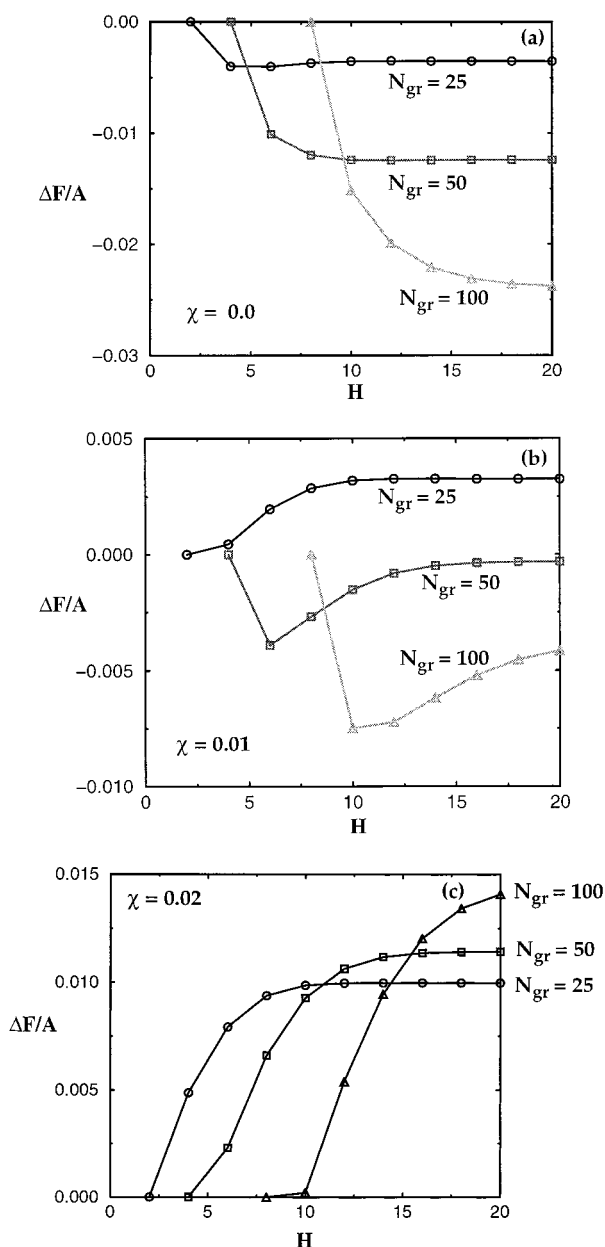 0.00
(a)
N_gr = 25
−0.01
N_gr = 50
ΔF/A
−0.02
N_gr = 100
χ = 0.0
−0.03
0 5 10 15 20
H
0.005
(b)
N_gr = 25
0.000
N_gr = 50
ΔF/A
N_gr = 100
−0.005
χ = 0.01
−0.010
0 5 10 15 20
H
0.015
χ = 0.02
(c)
N_gr = 100
N_gr = 50
0.010
N_gr = 25
ΔF/A
0.005
0.000
0 5 10 15 20
H